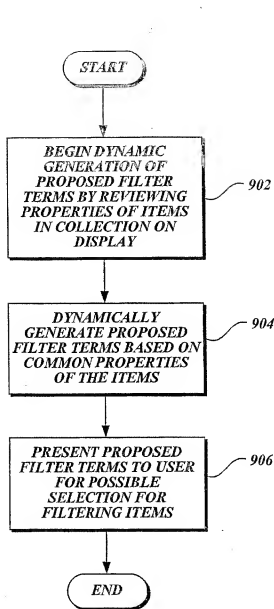 START
BEGIN DYNAMIC
GENERATION OF
PROPOSED FILTER
TERMS BY REVIEWING
PROPERTIES OF ITEMS
IN COLLECTION ON
DISPLAY
902
DYNAMICALLY
GENERATE PROPOSED
FILTER TERMS BASED ON
COMMON PROPERTIES
OF THE ITEMS
904
PRESENT PROPOSED
FILTER TERMS TO USER
FOR POSSIBLE
SELECTION FOR
FILTERING ITEMS
906
END